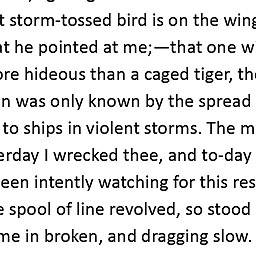 t storm-tossed bird is on the wing
at he pointed at me;—that one w
ore hideous than a caged tiger, the
n was only known by the spread
to ships in violent storms. The m
erday I wrecked thee, and to-day
een intently watching for this res
e spool of line revolved, so stood
me in broken, and dragging slow.